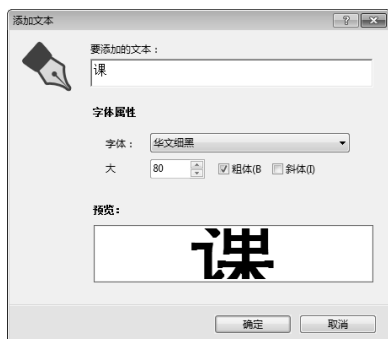 添加文本
要添加的文本：
课
字体属性
字体： 华文细黑
大 80 粗体(B 斜体(I)
预览：
课
确定 取消